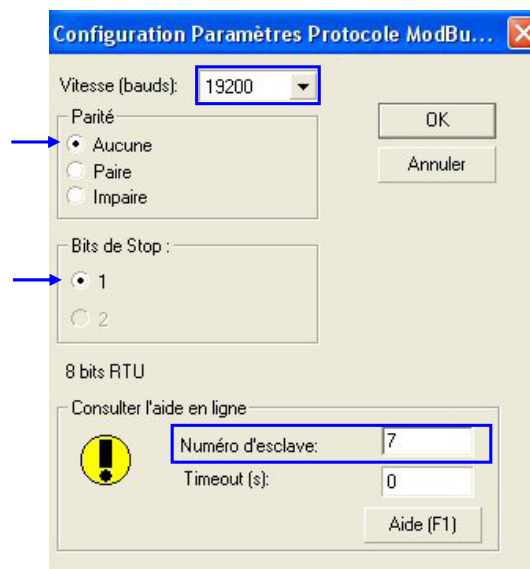 Configuration Paramètres Protocole ModBu...
Vitesse (bauds): 19200
Parité
Aucune
Paire
Impaire
OK
Annuler
Bits de Stop :
1
2
8 bits RTU
Consulter l'aide en ligne
Numéro d'esclave: 7
Timeout (s): 0
Aide (F1)